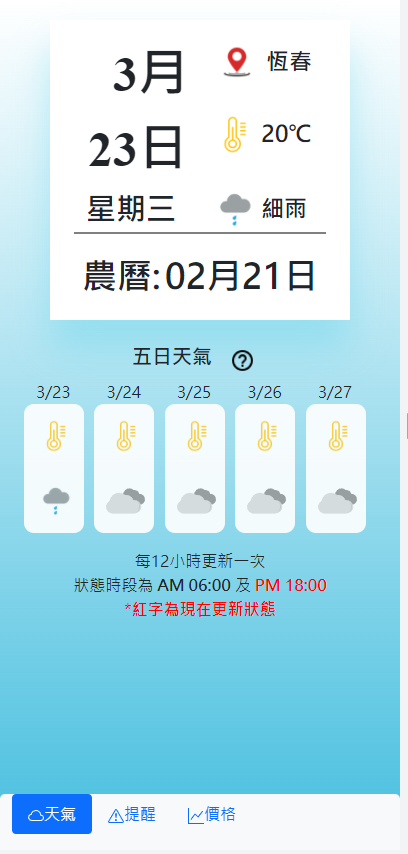 3月
恆春
23日
20℃
星期三
細雨
農曆:02月21日
五日天氣
3/23 3/24 3/25 3/26 3/27
每12小時更新一次
狀態時段為 AM 06:00 及 PM 18:00
*紅字為現在更新狀態
天氣 提醒 價格